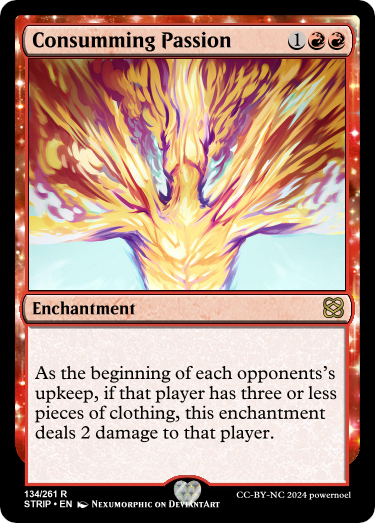 Consumming Passion 1
Enchantment
As the beginning of each opponents's
upkeep, if that player has three or less
pieces of clothing, this enchantment
deals 2 damage to that player.
134/261 R
STRIP • EN Nexumorphic on DeviantArt
CC-BY-NC 2024 powernoel